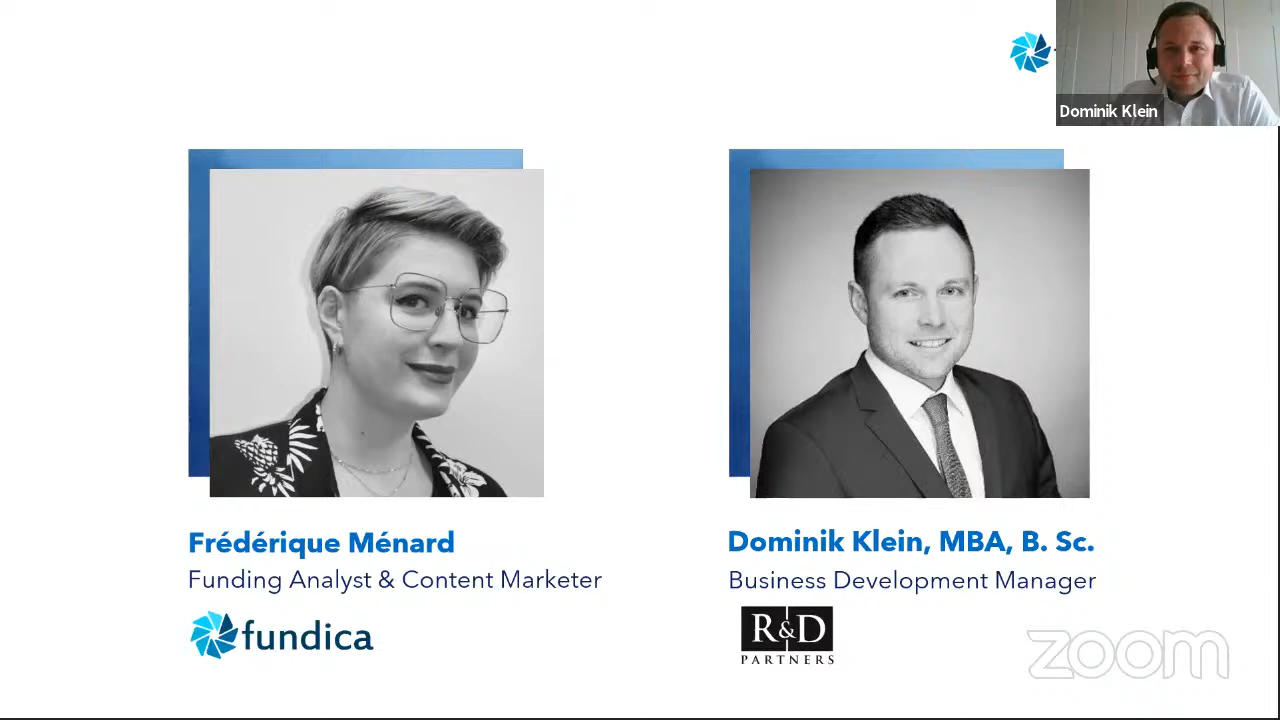 Dominik Klein
Frédérique Ménard
Funding Analyst & Content Marketer
fundica
Dominik Klein, MBA, B. Sc.
Business Development Manager
R&D
PARTNERS
zoom